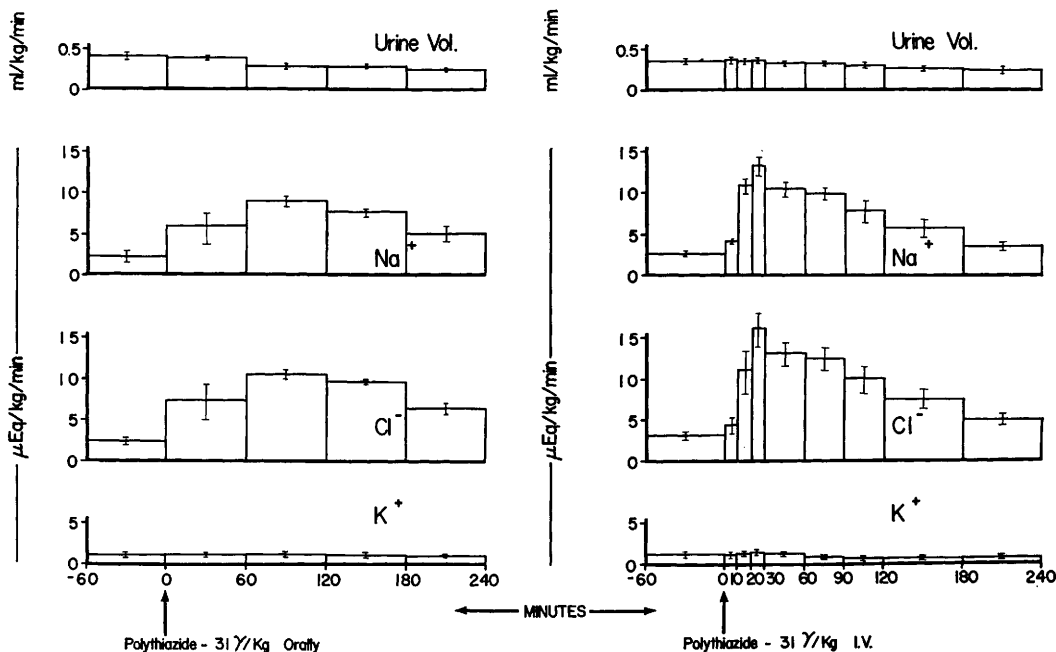 Urine Vol.
ml/kg/min
0.5
0
15
10
5
0
Na+
μEq/kg/min
15
10
5
0
Cl-
K+
5
0
-60 0 60 120 180 240
Polythiazide - 31 γ/Kg Orally
Urine Vol.
ml/kg/min
0.5
0
15
10
5
0
Na+
μEq/kg/min
15
10
5
0
Cl-
K+
5
0
-60 0 10 20 30 60 90 120 180 240
MINUTES
Polythiazide - 31 γ/Kg I.V.